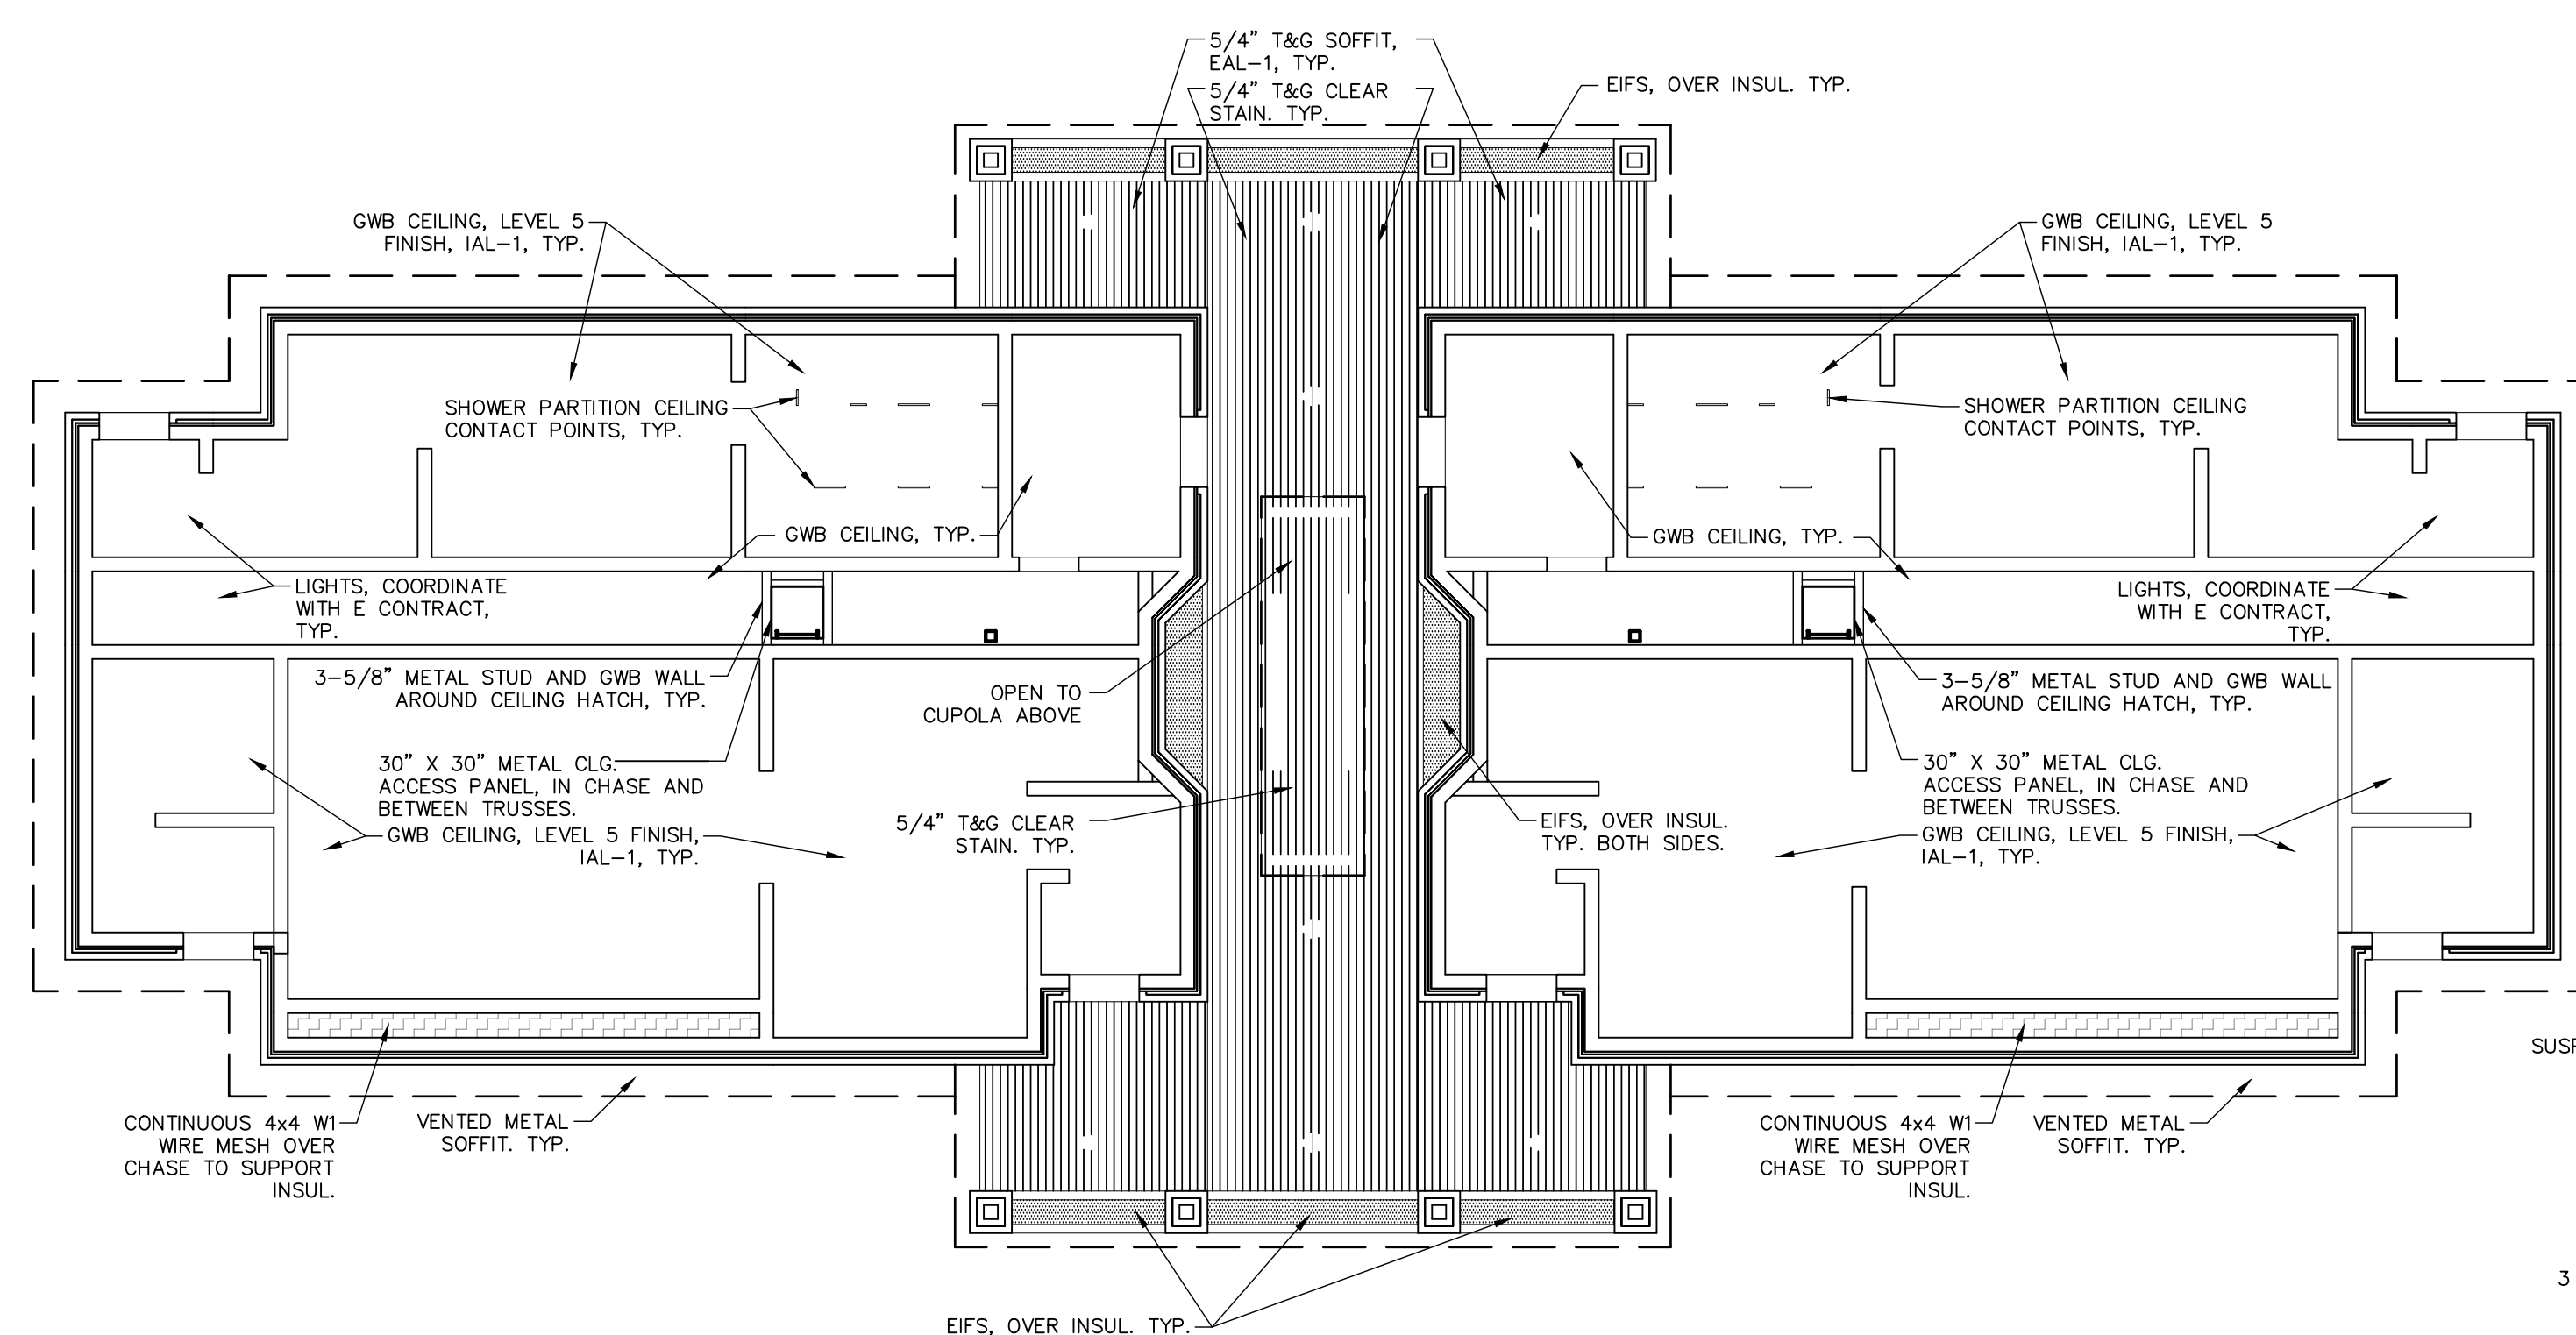 5/4” T&G SOFFIT,
EAL-1, TYP.
5/4” T&G CLEAR
STAIN. TYP.
EIFS, OVER INSUL. TYP.
GWB CEILING, LEVEL 5
FINISH, IAL-1, TYP.
GWB CEILING, LEVEL 5
FINISH, IAL-1, TYP.
SHOWER PARTITION CEILING
CONTACT POINTS, TYP.
SHOWER PARTITION CEILING
CONTACT POINTS, TYP.
GWB CEILING, TYP.
GWB CEILING, TYP.
LIGHTS, COORDINATE
WITH E CONTRACT,
TYP.
LIGHTS, COORDINATE
WITH E CONTRACT,
TYP.
3-5/8” METAL STUD AND GWB WALL
AROUND CEILING HATCH, TYP.
OPEN TO
CUPOLA ABOVE
3-5/8” METAL STUD AND GWB WALL
AROUND CEILING HATCH, TYP.
30” X 30” METAL CLG.
ACCESS PANEL, IN CHASE AND
BETWEEN TRUSSES.
30” X 30” METAL CLG.
ACCESS PANEL, IN CHASE AND
BETWEEN TRUSSES.
GWB CEILING, LEVEL 5 FINISH,
IAL-1, TYP.
5/4” T&G CLEAR
STAIN. TYP.
EIFS, OVER INSUL.
TYP. BOTH SIDES.
GWB CEILING, LEVEL 5 FINISH,
IAL-1, TYP.
SUSP
CONTINUOUS 4x4 W1
WIRE MESH OVER
CHASE TO SUPPORT
INSUL.
VENTED METAL
SOFFIT. TYP.
CONTINUOUS 4x4 W1
WIRE MESH OVER
CHASE TO SUPPORT
INSUL.
VENTED METAL
SOFFIT. TYP.
3
EIFS, OVER INSUL. TYP.